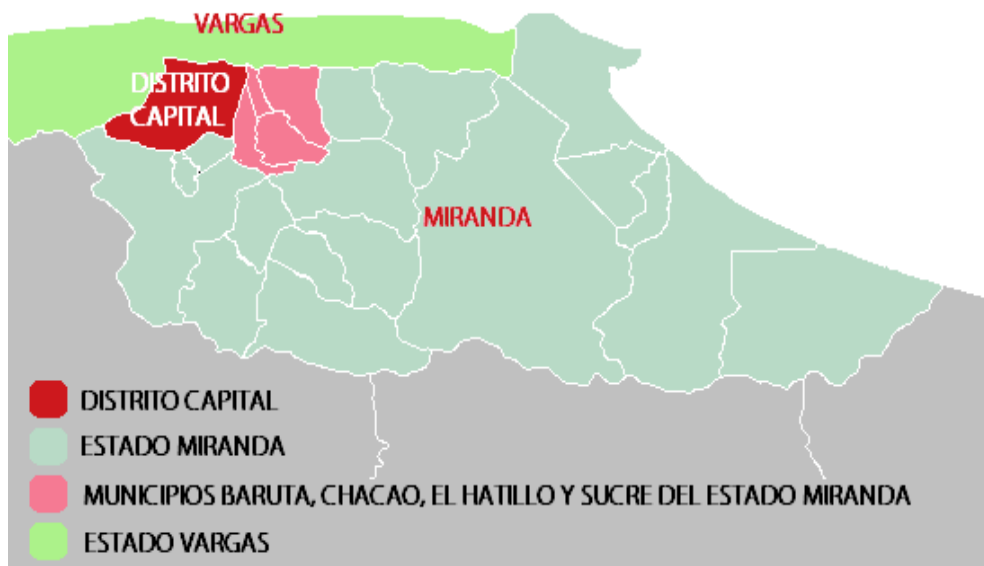 VARGAS
DISTRITO
CAPITAL
MIRANDA
DISTRITO CAPITAL
ESTADO MIRANDA
MUNICIPIOS BARUTA, CHACAO, EL HATILLO Y SUCRE DEL ESTADO MIRANDA
ESTADO VARGAS